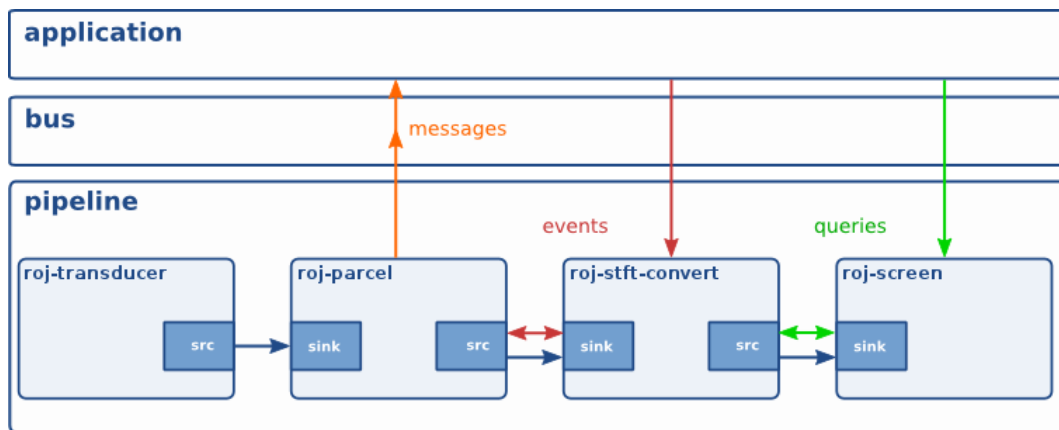 application
bus
messages
pipeline
events
queries
roj-transducer
roj-parcel
roj-stft-convert
roj-screen
src
sink
src
sink
src
sink